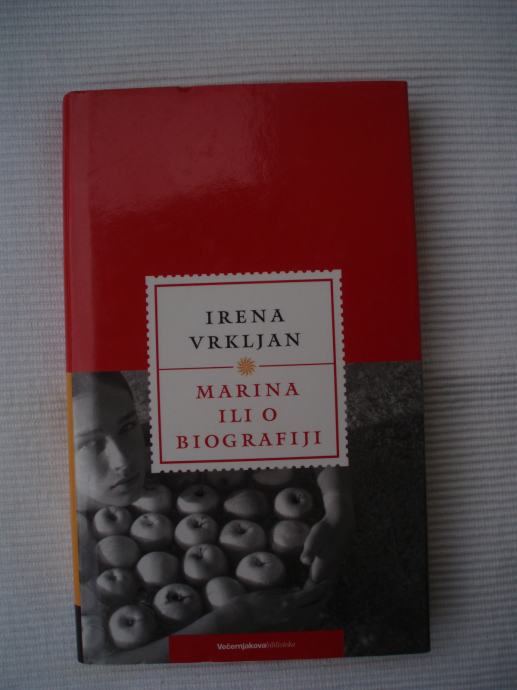 IRENA
VRKLJAN
MARINA
ILI O
BIOGRAFIJI
Večernjakova biblioteka